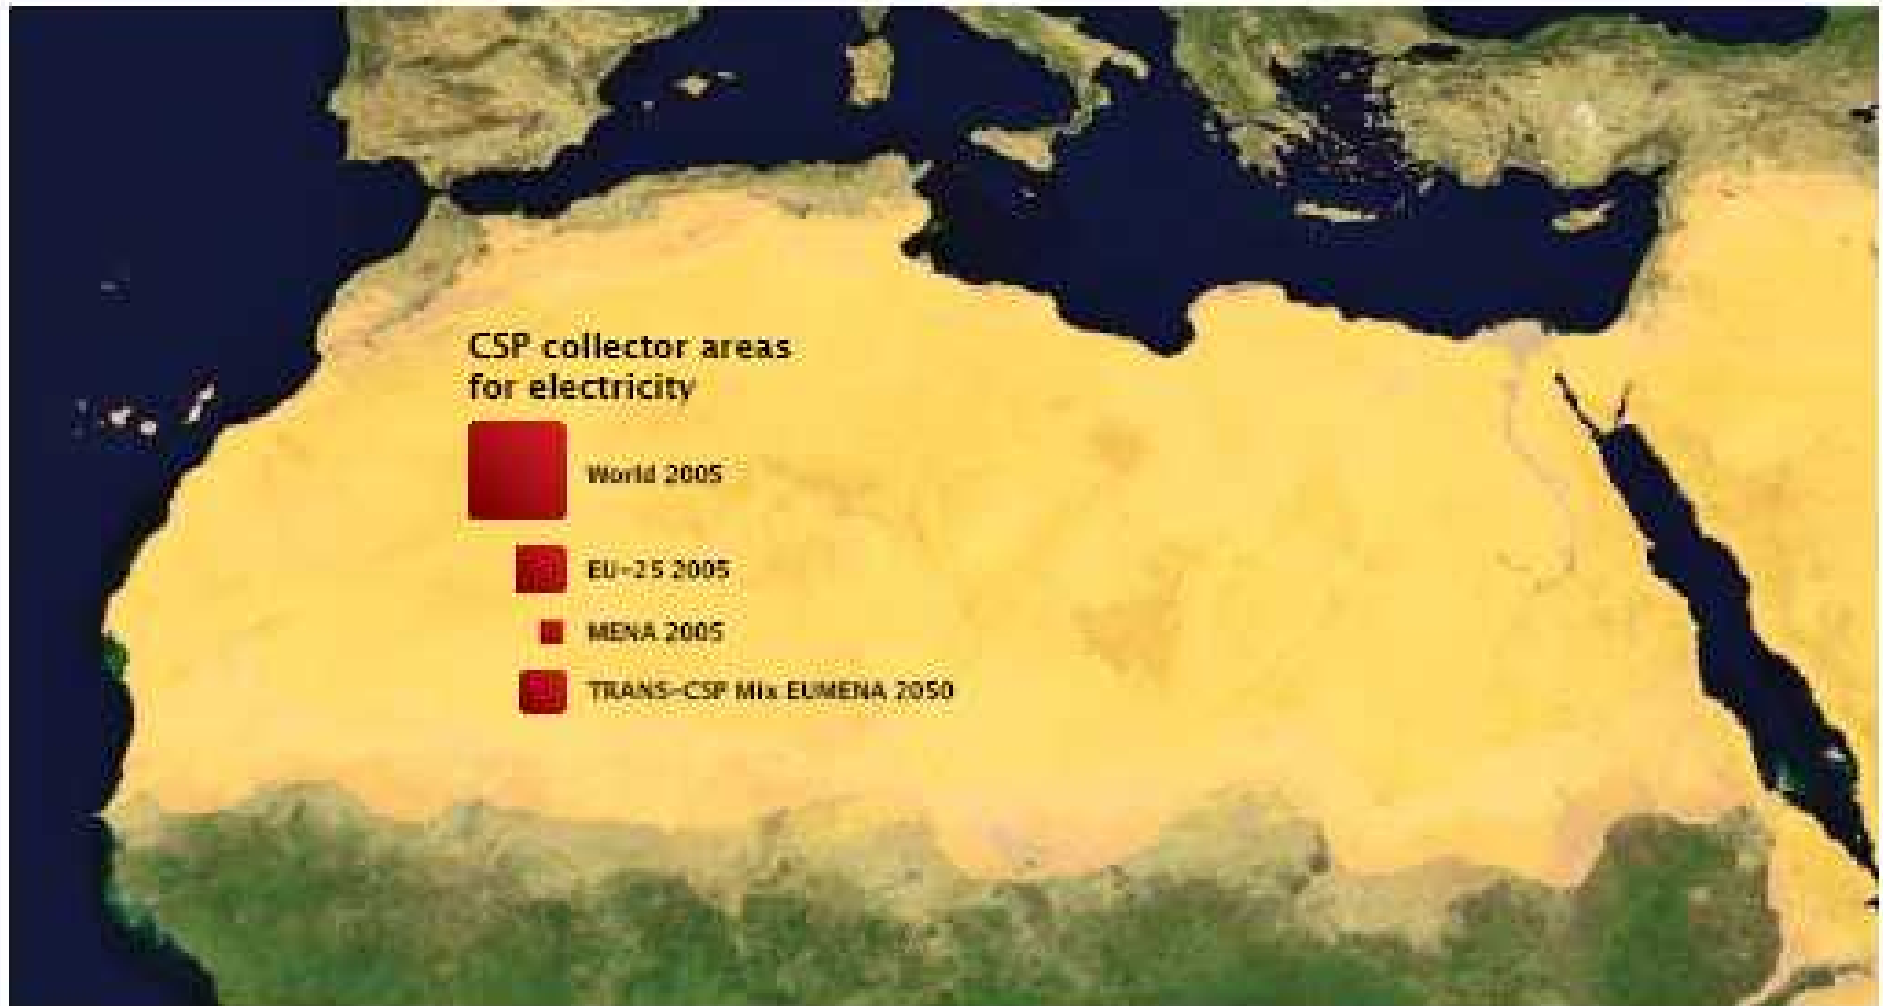 CSP collector areas
for electricity
World 2005
EU-25 2005
MENA 2005
TRANS-CSP Mix EUMENA 2050